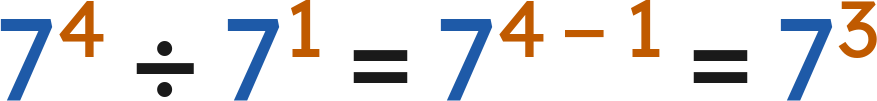 7⁴ ÷ 7¹ = 7⁴ ⁻ ¹ = 7³